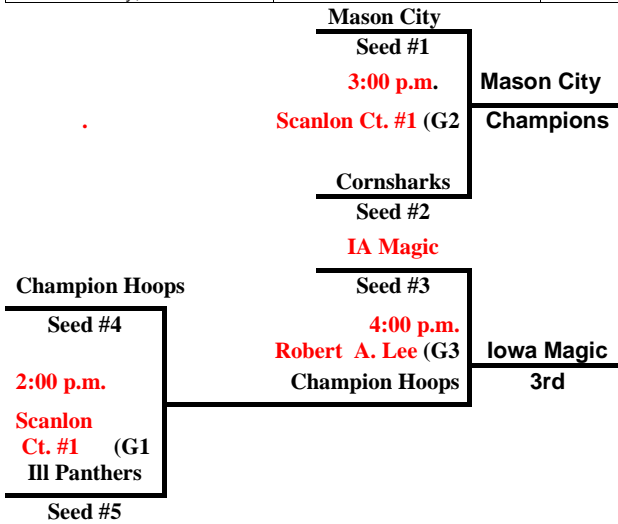 Mason City
Seed #1
3:00 p.m.
Mason City
.
Scanlon Ct. #1 (G2
Champions
Cornsharks
Seed #2
IA Magic
Champion Hoops
Seed #3
Seed #4
4:00 p.m.
Robert A. Lee (G3
Iowa Magic
2:00 p.m.
Champion Hoops
3rd
Scanlon
Ct. #1 (G1
Ill Panthers
Seed #5